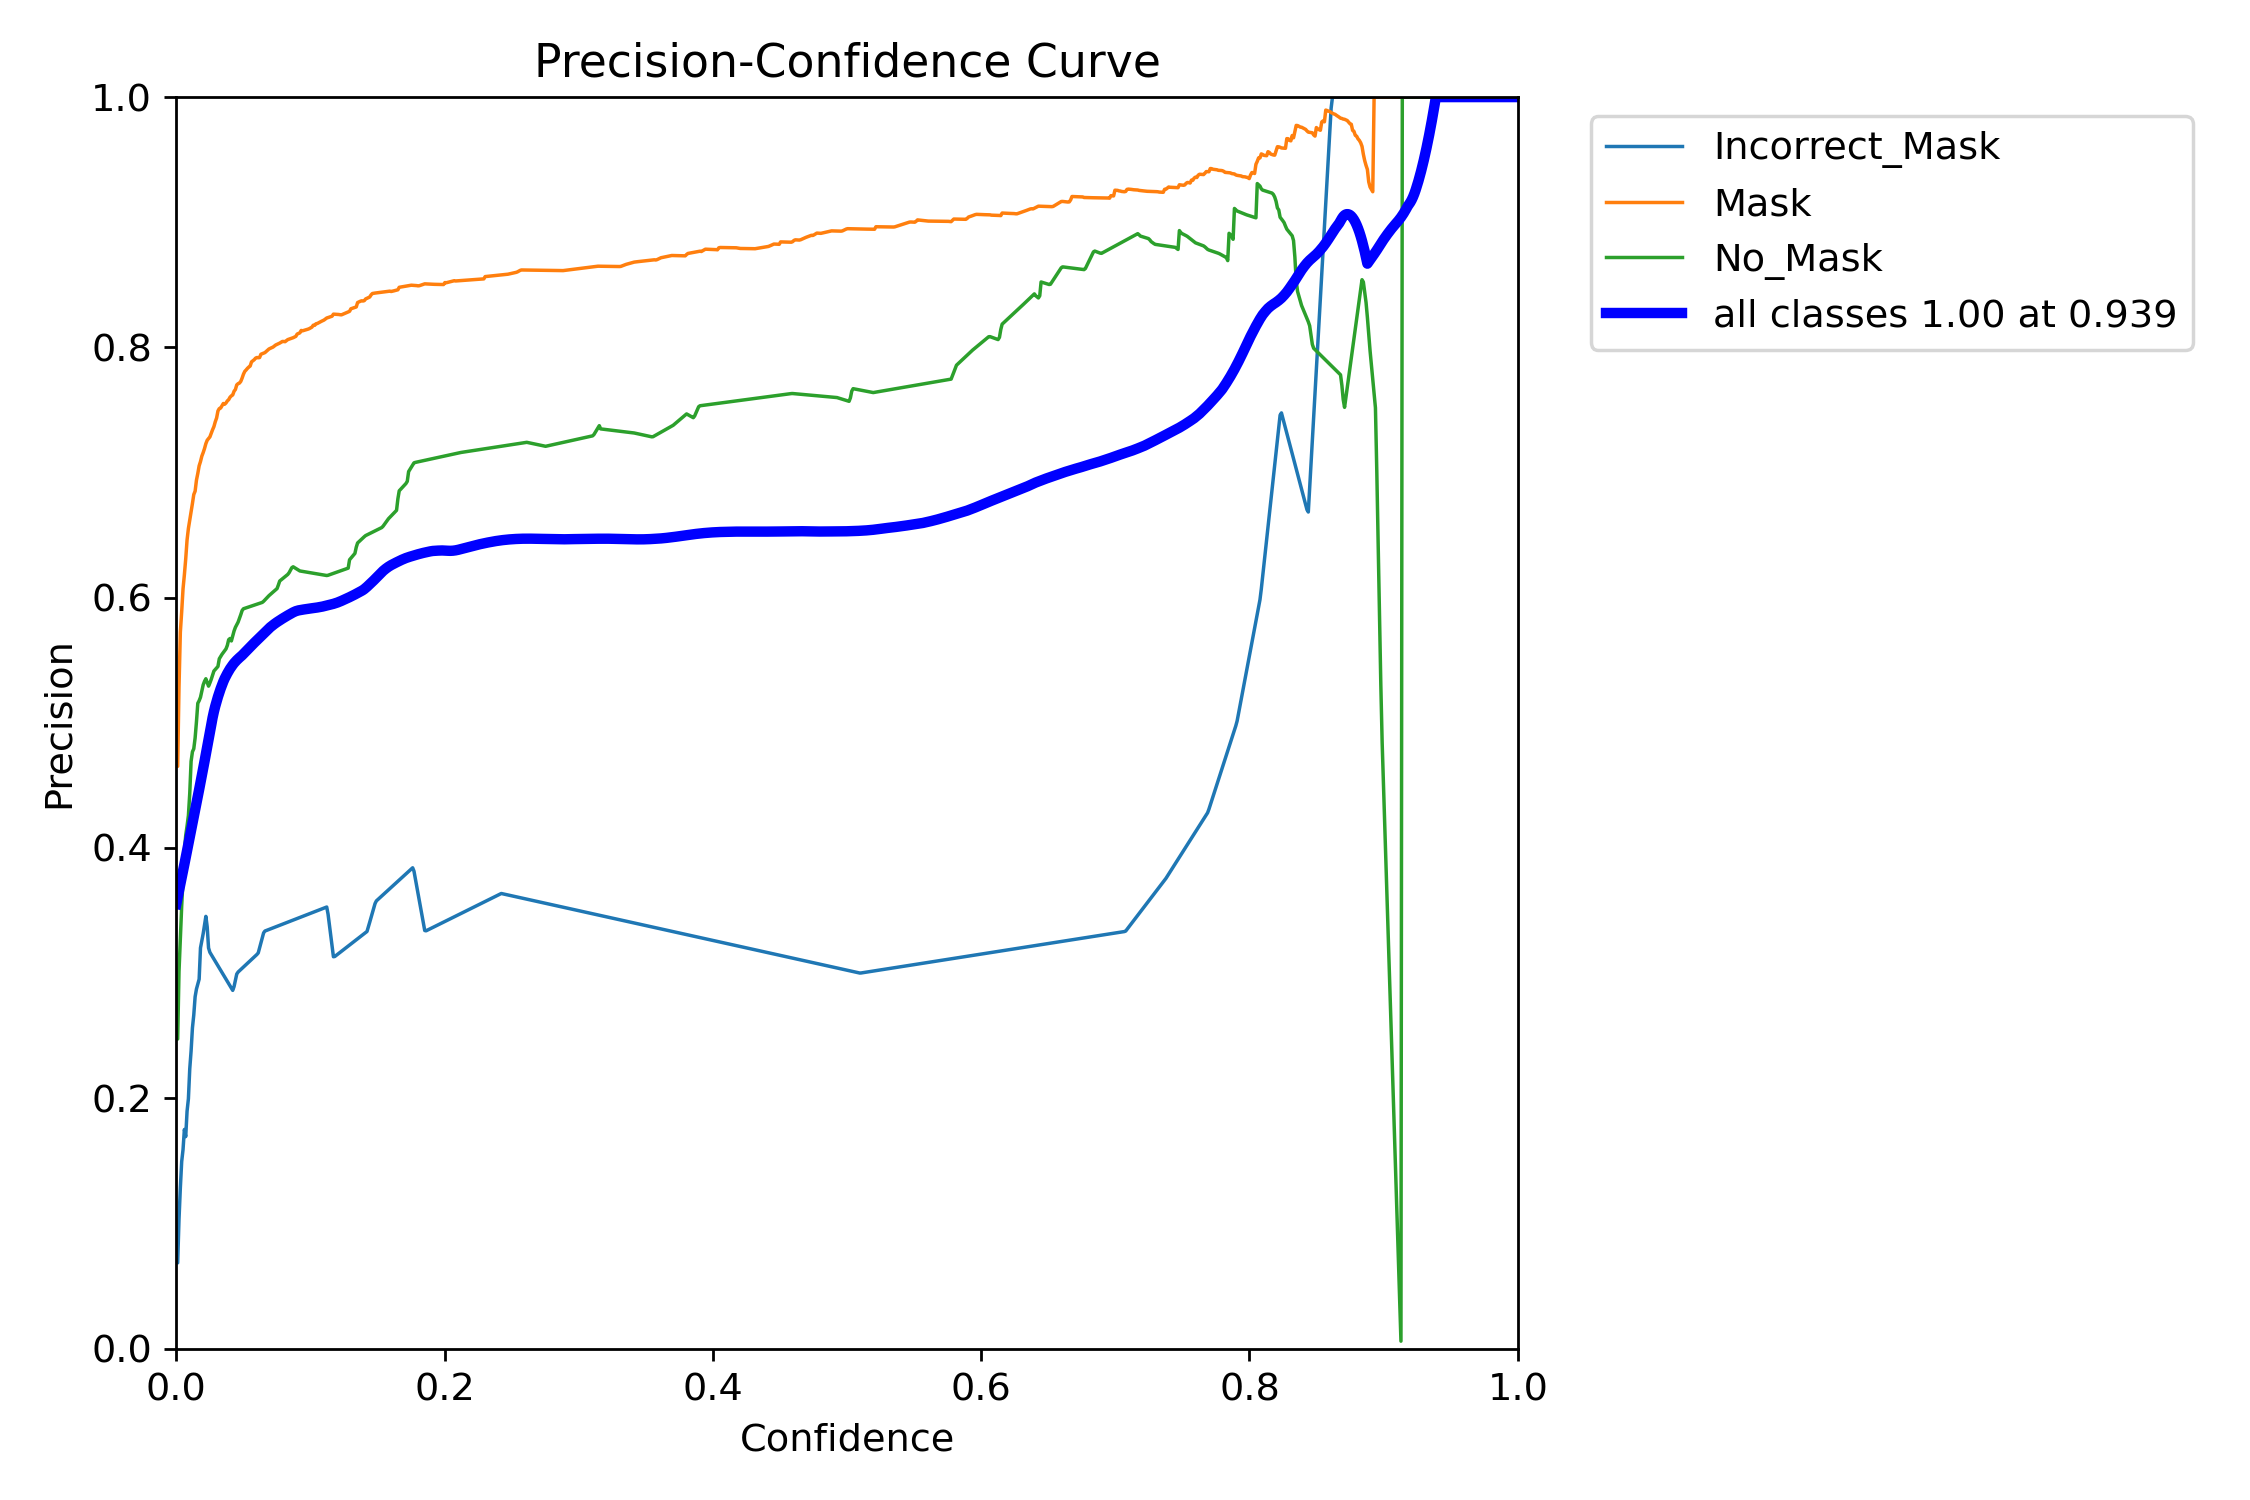 Precision-Confidence Curve
1.0
0.8
0.6
0.4
0.2
0.0
Precision
0.0 0.2 0.4 0.6 0.8 1.0
Confidence
Incorrect_Mask
Mask
No_Mask
all classes 1.00 at 0.939